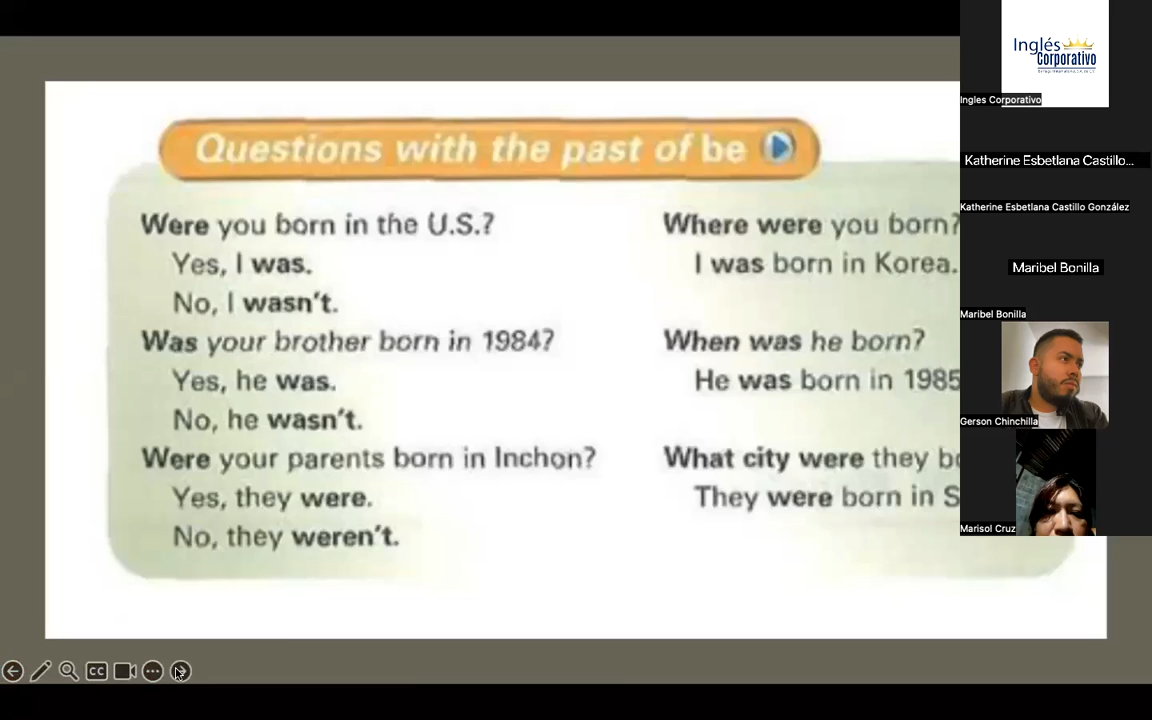 Questions with the past of be
Were you born in the U.S.?
Yes, I was.
No, I wasn't.
Was your brother born in 1984?
Yes, he was.
No, he wasn't.
Were your parents born in Inchon?
Yes, they were.
No, they weren't.
Where were you born?
I was born in Korea.
When was he born?
He was born in 1985
What city were they
They were born in
CC
Inglés
Corporativo
Ingles Corporativo
Katherine Esbetlana Castillo...
Katherine Esbetlana Castillo González
Maribel Bonilla
Maribel Bonilla
Gerson Chinchilla
Marisol Cruz